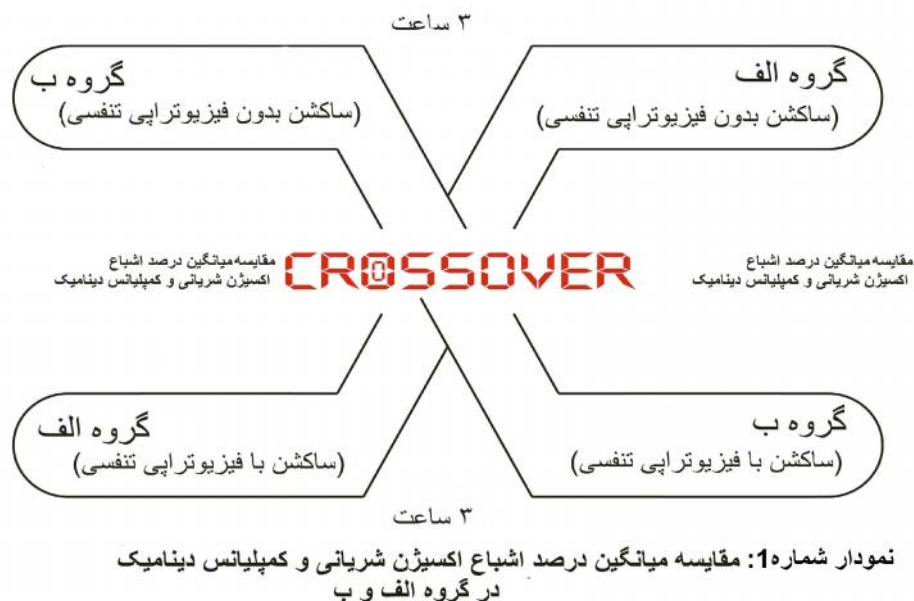 ۳ ساعت
گروه الف
(ساکشن بدون فیزیوتراپی تنفسی)
گروه ب
(ساکشن بدون فیزیوتراپی تنفسی)
مقایسه میانگین درصد اشباع
اکسیژن شریانی و کمپلیانس دینامیک
CROSSOVER
مقایسه میانگین درصد اشباع
اکسیژن شریانی و کمپلیانس دینامیک
گروه ب
(ساکشن با فیزیوتراپی تنفسی)
گروه الف
(ساکشن با فیزیوتراپی تنفسی)
۳ ساعت
نمودار شماره1: مقایسه میانگین درصد اشباع اکسیژن شریانی و کمپلیانس دینامیک
در گروه الف و ب